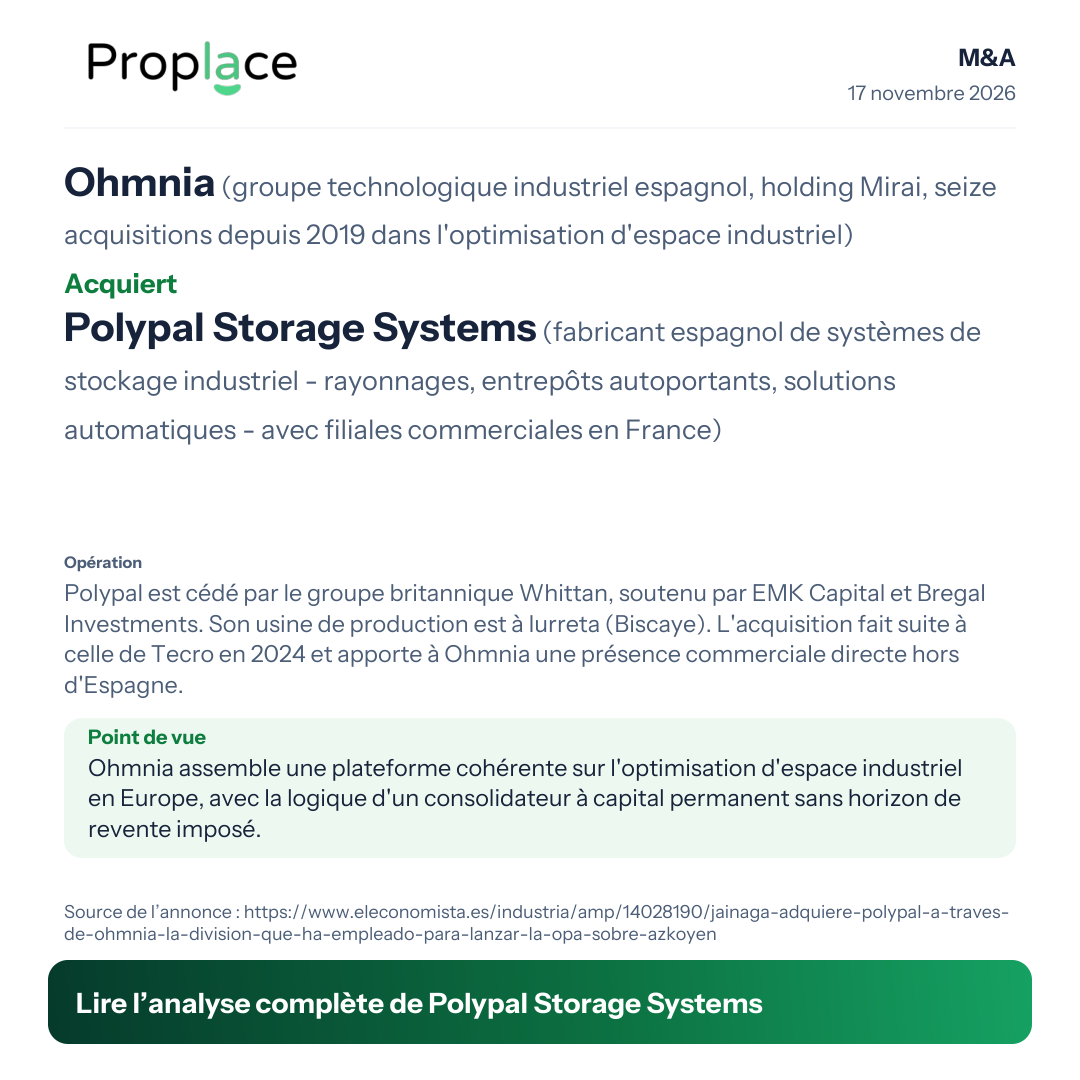 Proplace
M&A
17 novembre 2026
Ohmnia (groupe technologique industriel espagnol, holding Mirai, seize
acquisitions depuis 2019 dans l'optimisation d'espace industriel)
Acquiert
Polypal Storage Systems (fabricant espagnol de systèmes de
stockage industriel - rayonnages, entrepôts autoportants, solutions
automatiques - avec filiales commerciales en France)
Opération
Polypal est cédé par le groupe britannique Whittan, soutenu par EMK Capital et Bregal
Investments. Son usine de production est à Iurreta (Biscaye). L'acquisition fait suite à
celle de Tecro en 2024 et apporte à Ohmnia une présence commerciale directe hors
d'Espagne.
Point de vue
Ohmnia assemble une plateforme cohérente sur l'optimisation d'espace industriel
en Europe, avec la logique d'un consolidateur à capital permanent sans horizon de
revente imposé.
Source de l’annonce : https://www.eleconomista.es/industria/amp/14028190/jainaga-adquiere-polypal-a-traves-
de-ohmnia-la-division-que-ha-empleado-para-lanzar-la-opa-sobre-azkoyen
Lire l’analyse complète de Polypal Storage Systems